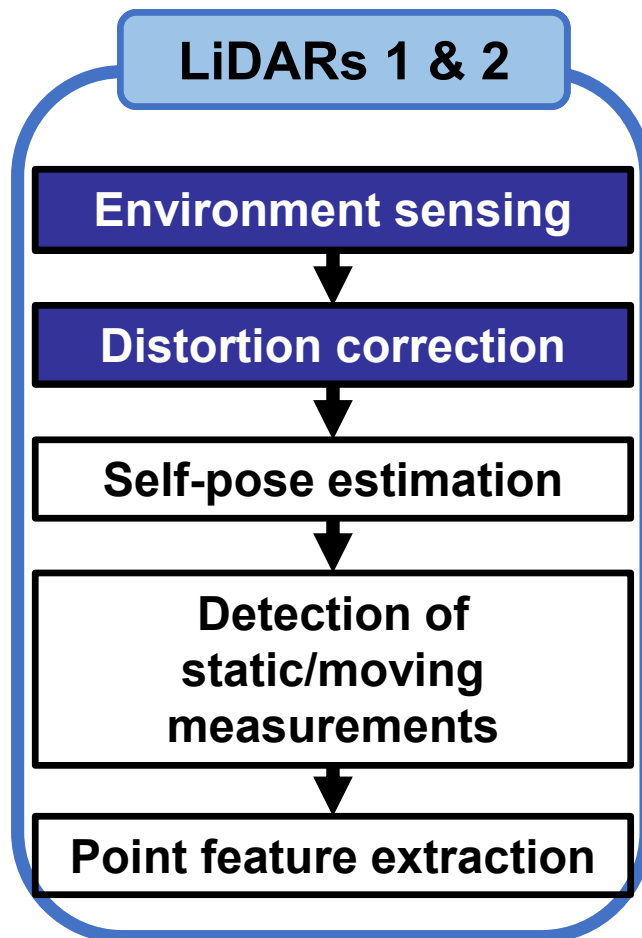 LiDARs 1 & 2
Environment sensing
Distortion correction
Self-pose estimation
Detection of
static/moving
measurements
Point feature extraction